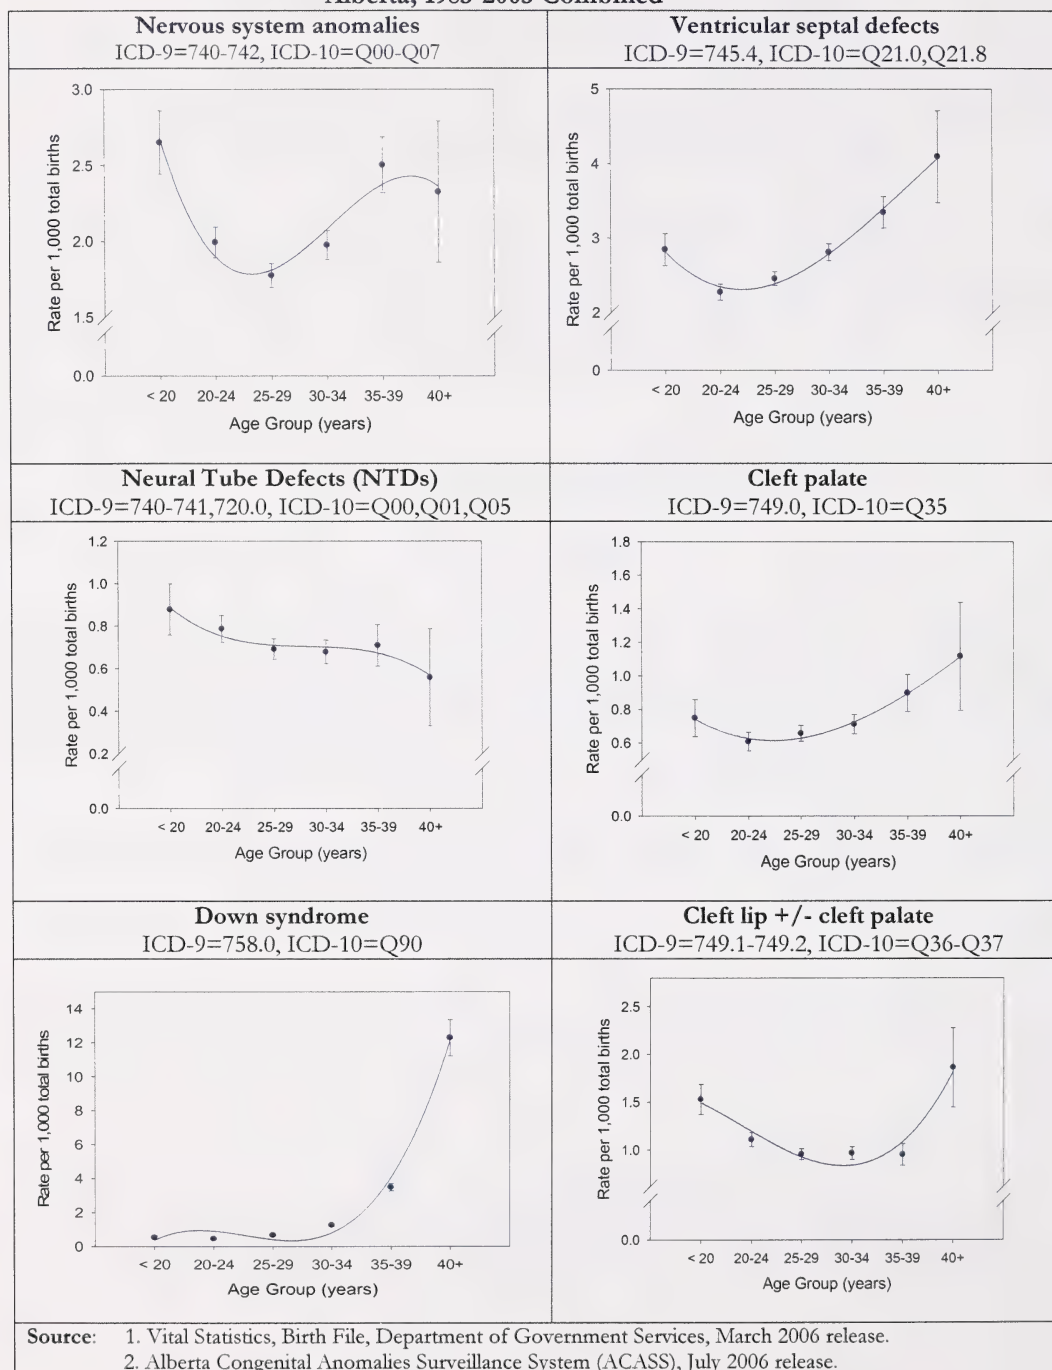 Alberta, Combined
Nervous system anomalies
ICD-9=740-742, ICD-10=Q00-Q07
Rate per 1,000 total births
3.0
2.5
2.0
1.5
0.0
< 20 20-24 25-29 30-34 35-39 40+
Age Group (years)
Ventricular septal defects
ICD-9=745.4, ICD-10=Q21.0,Q21.8
Rate per 1,000 total births
5
4
3
2
0
< 20 20-24 25-29 30-34 35-39 40+
Age Group (years)
Neural Tube Defects (NTDs)
ICD-9=740-741,720.0, ICD-10=Q00,Q01,Q05
Rate per 1,000 total births
1.2
1.0
0.8
0.6
0.4
0.2
0.0
< 20 20-24 25-29 30-34 35-39 40+
Age Group (years)
Cleft palate
ICD-9=749.0, ICD-10=Q35
Rate per 1,000 total births
1.8
1.6
1.4
1.2
1.0
0.8
0.6
0.0
< 20 20-24 25-29 30-34 35-39 40+
Age Group (years)
Down syndrome
ICD-9=758.0, ICD-10=Q90
Rate per 1,000 total births
14
12
10
8
6
4
2
0
< 20 20-24 25-29 30-34 35-39 40+
Age Group (years)
Cleft lip +/- cleft palate
ICD-9=749.1-749.2, ICD-10=Q36-Q37
Rate per 1,000 total births
2.5
2.0
1.5
1.0
0.0
< 20 20-24 25-29 30-34 35-39 40+
Age Group (years)
Source: 1. Vital Statistics, Birth File, Department of Government Services, March 2006 release.
2. Alberta Congenital Anomalies Surveillance System (ACASS), July 2006 release.